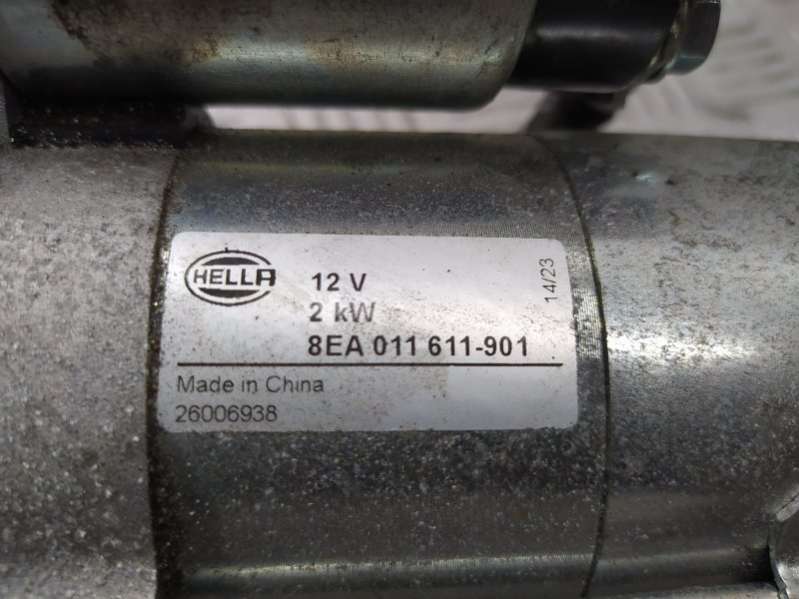 HELLA
12 V
2 kW
8EA 011 611-901
14/23
Made in China
26006938